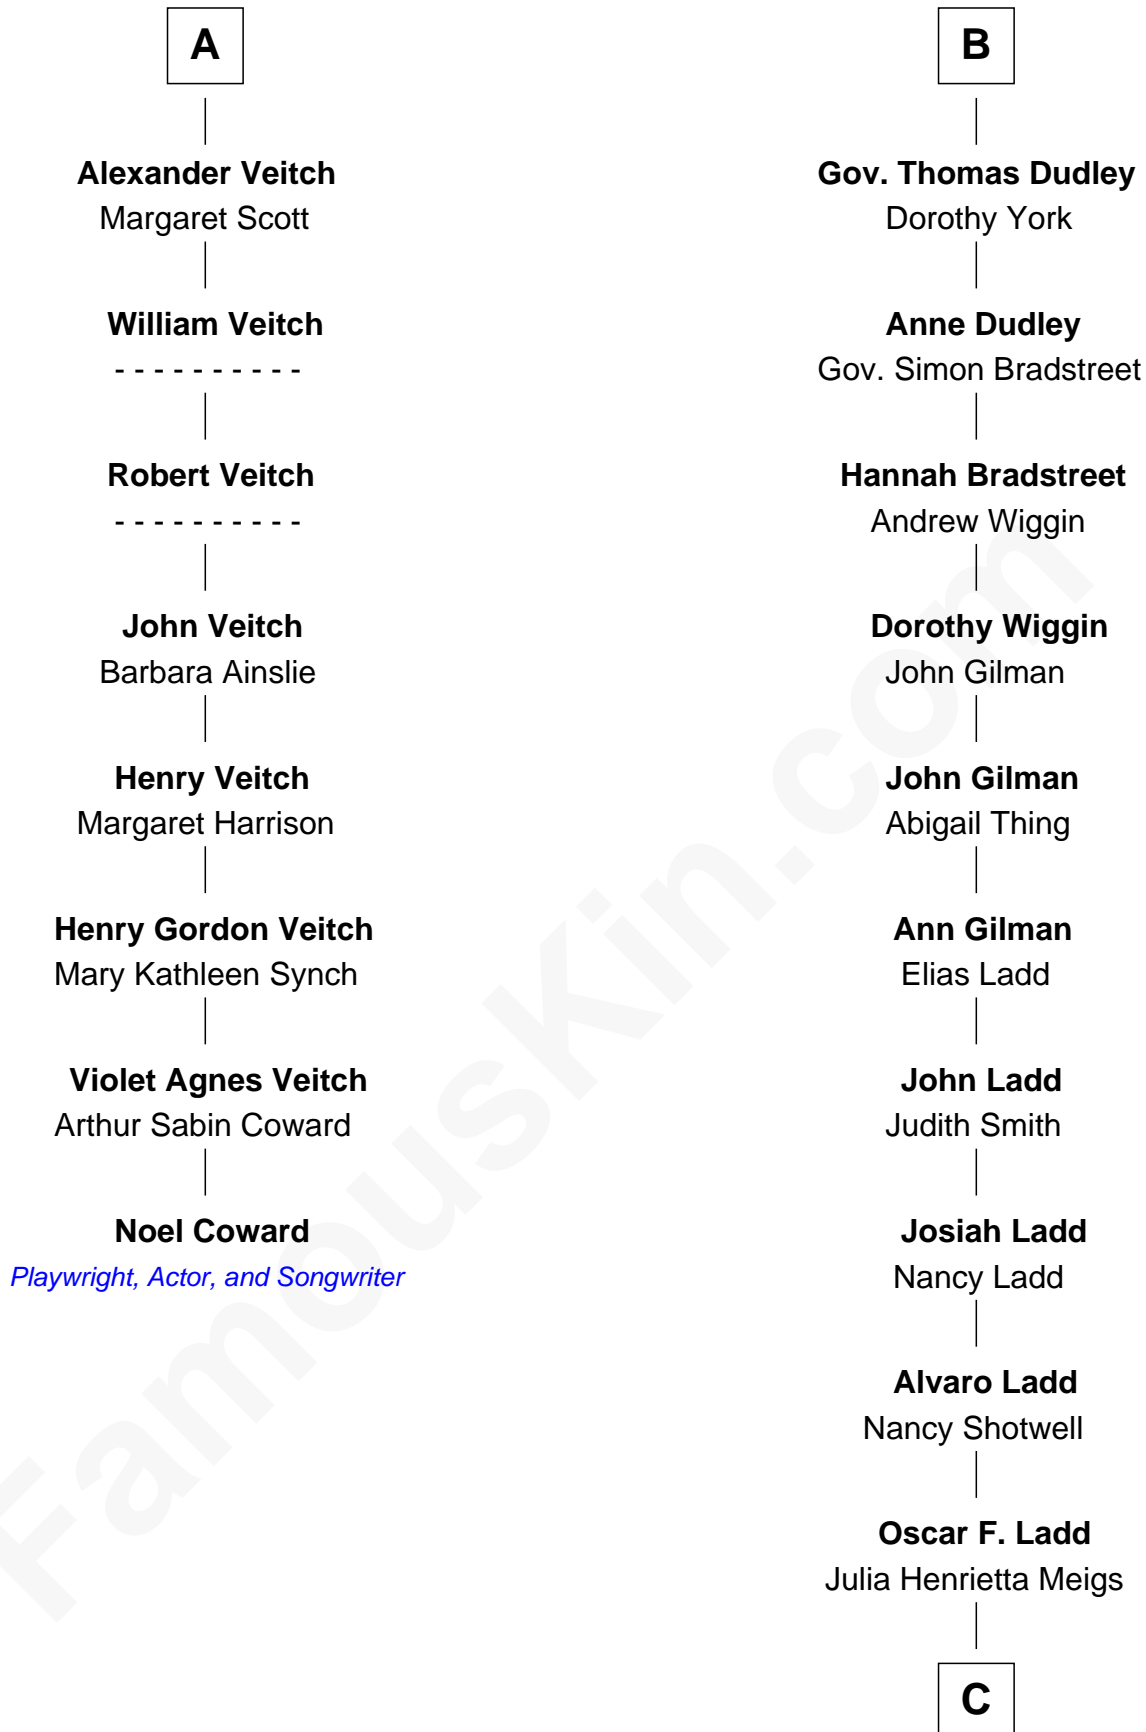 A
Alexander Veitch
Margaret Scott
William Veitch
- - - - - - - - - -
Robert Veitch
- - - - - - - - - -
John Veitch
Barbara Ainslie
Henry Veitch
Margaret Harrison
Henry Gordon Veitch
Mary Kathleen Synch
Violet Agnes Veitch
Arthur Sabin Coward
Noel Coward
Playwright, Actor, and Songwriter
B
Gov. Thomas Dudley
Dorothy York
Anne Dudley
Gov. Simon Bradstreet
Hannah Bradstreet
Andrew Wiggin
Dorothy Wiggin
John Gilman
John Gilman
Abigail Thing
Ann Gilman
Elias Ladd
John Ladd
Judith Smith
Josiah Ladd
Nancy Ladd
Alvaro Ladd
Nancy Shotwell
Oscar F. Ladd
Julia Henrietta Meigs
C
FamousKin.com